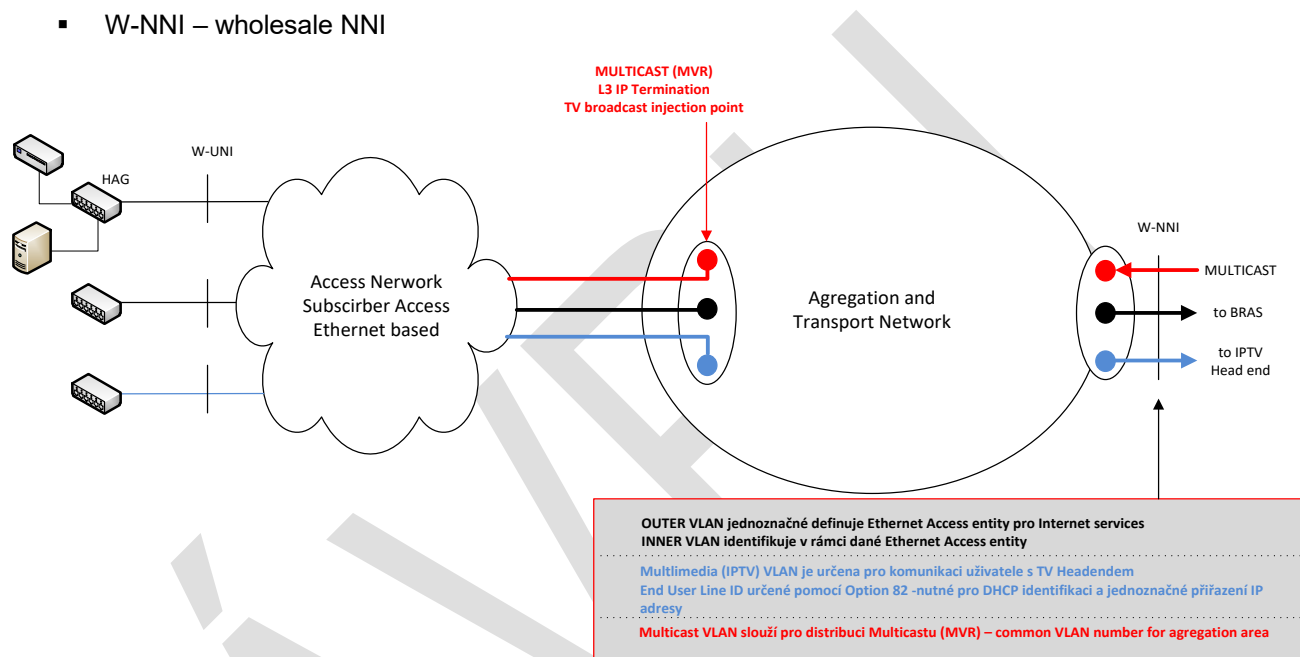 ▪ W-NNI – wholesale NNI
MULTICAST (MVR)
L3 IP Termination
TV broadcast injection point
W-UNI
HAG
W-NNI
Access Nerwork
Subscirber Access
Ethernet based
Agregation and
Transport Network
MULTICAST
to BRAS
to IPTV
Head end
OUTER VLAN jednoznačné definuje Ethernet Access entity pro Internet services
INNER VLAN identifikuje v rámci dané Ethernet Access entity
Multlimedia (IPTV) VLAN je určena pro komunikaci uživatele s TV Headendem
End User Line ID určené pomocí Option 82 -nutné pro DHCP identifikaci a jednoznačné přiřazení IP
adresy
Multicast VLAN slouží pro distribuci Multicastu (MVR) – common VLAN number for agregation area